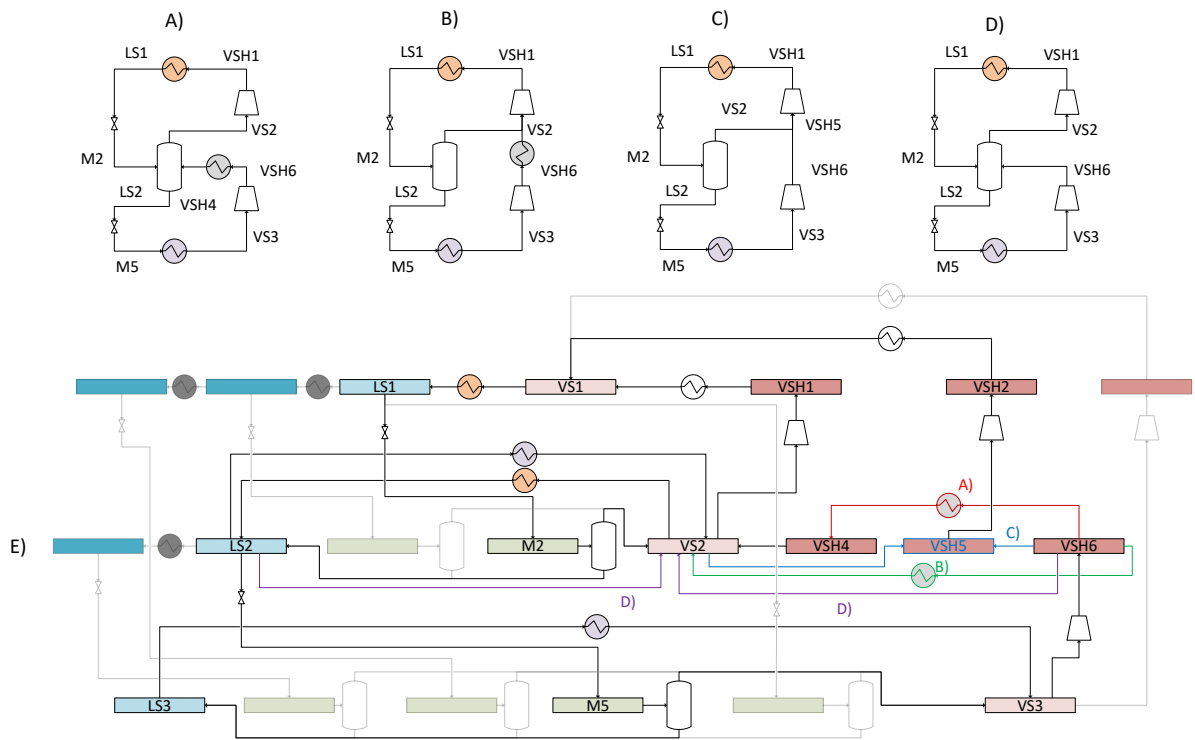 A)
B)
C)
D)
LS1
VSH1
LS1
VSH1
LS1
VSH1
LS1
VSH1
VS2
VS2
VS2
VSH5
VS2
M2
VSH6
M2
VSH6
M2
VSH6
M2
VSH6
LS2
VSH4
LS2
LS2
LS2
VS3
VS3
VS3
VS3
M5
M5
M5
M5
LS1
VS1
VSH1
VSH2
A)
E)
LS2
M2
VS2
VSH4
VSH5
C)
VSH6
B)
D)
D)
LS3
M5
VS3